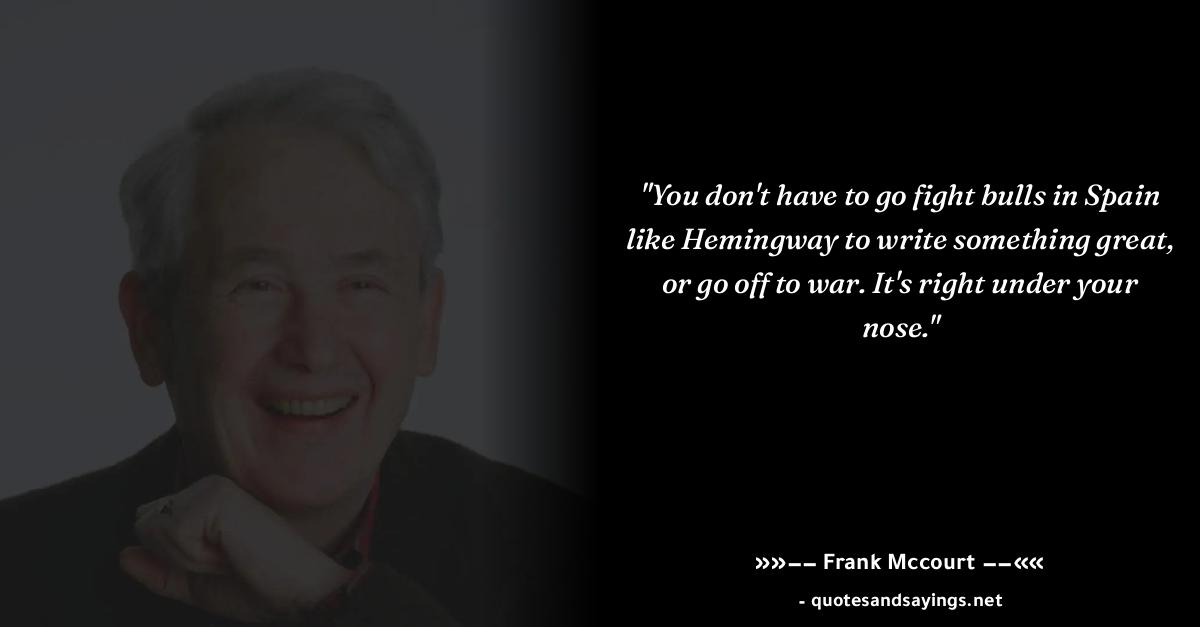 "You don't have to go fight bulls in Spain
like Hemingway to write something great,
or go off to war. It's right under your
nose."
»»−− Frank Mccourt −−««
- quotesandsayings.net